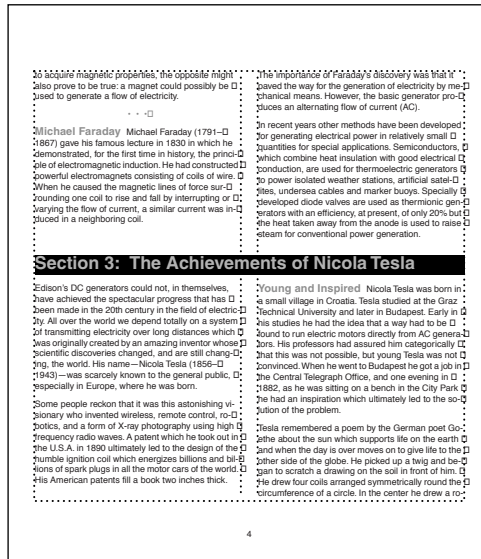 to acquire magnetic properties, the opposite might
also prove to be true: a magnet could possibly be
used to generate a flow of electricity.
• • •
Michael Faraday Michael Faraday (1791–
1867) gave his famous lecture in 1830 in which he
demonstrated, for the first time in history, the princi-
ple of electromagnetic induction. He had constructed
powerful electromagnets consisting of coils of wire.
When he caused the magnetic lines of force sur-
rounding one coil to rise and fall by interrupting or
varying the flow of current, a similar current was in-
duced in a neighboring coil.
The importance of Faraday's discovery was that it
paved the way for the generation of electricity by me-
chanical means. However, the basic generator pro-
duces an alternating flow of current (AC).
In recent years other methods have been developed
for generating electrical power in relatively small
quantities for special applications. Semiconductors,
which combine heat insulation with good electrical
conduction, are used for thermoelectric generators
to power isolated weather stations, artificial satel-
lites, undersea cables and marker buoys. Specially
developed diode valves are used as thermionic gen-
erators with an efficiency, at present, of only 20% but
the heat taken away from the anode is used to raise
steam for conventional power generation.
Section 3: The Achievements of Nicola Tesla
Edison's DC generators could not, in themselves,
have achieved the spectacular progress that has
been made in the 20th century in the field of electric-
ity. All over the world we depend totally on a system
of transmitting electricity over long distances which
was originally created by an amazing inventor whose
scientific discoveries changed, and are still chang-
ing, the world. His name—Nicola Tesla (1856–
1943)—was scarcely known to the general public,
especially in Europe, where he was born.
Some people reckon that it was this astonishing vi-
sionary who invented wireless, remote control, ro-
botics, and a form of X-ray photography using high
frequency radio waves. A patent which he took out in
the U.S.A. in 1890 ultimately led to the design of the
humble ignition coil which energizes billions and bil-
lions of spark plugs in all the motor cars of the world.
His American patents fill a book two inches thick.
Young and Inspired Nicola Tesla was born in
a small village in Croatia. Tesla studied at the Graz
Technical University and later in Budapest. Early in
his studies he had the idea that a way had to be
found to run electric motors directly from AC genera-
tors. His professors had assured him categorically
that this was not possible, but young Tesla was not
convinced. When he went to Budapest he got a job in
the Central Telegraph Office, and one evening in
1882, as he was sitting on a bench in the City Park
he had an inspiration which ultimately led to the so-
lution of the problem.
Tesla remembered a poem by the German poet Go-
ethe about the sun which supports life on the earth
and when the day is over moves on to give life to the
other side of the globe. He picked up a twig and be-
gan to scratch a drawing on the soil in front of him.
He drew four coils arranged symmetrically round the
circumference of a circle. In the center he drew a ro-
4